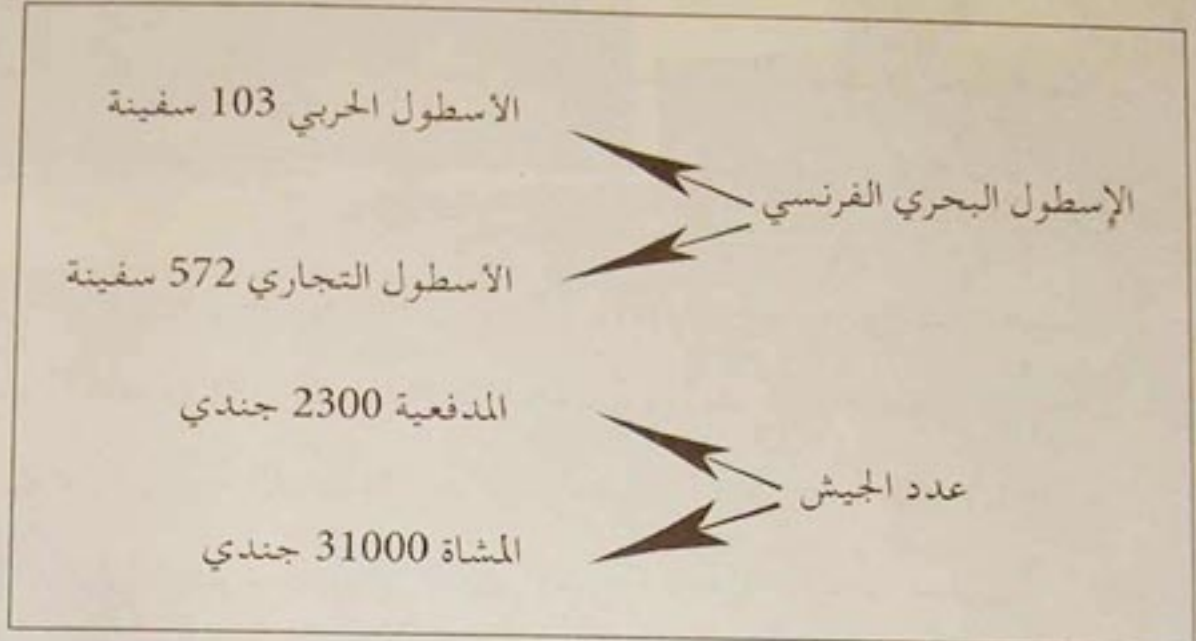 الأسطول الحربي 103 سفينة
الإسطول البحري الفرنسي
الأسطول التجاري 572 سفينة
المدفعية 2300 جندي
عدد الجيش
المشاة 31000 جندي